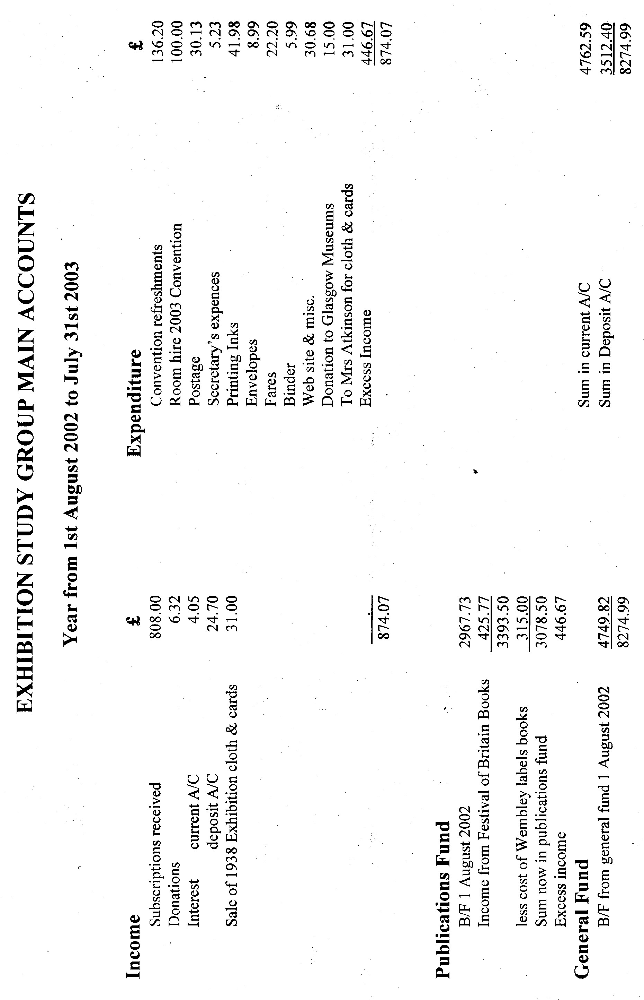 EXHIBITION STUDY GROUP MAIN ACCOUNTS
Year from 1st August 2002 to July 31st 2003
Income £ Expenditure £
Subscriptions received 808.00 Convention refreshments 136.20
Donations 6.32 Room hire 2003 Convention 100.00
Interest current A/C 4.05 Postage 30.13
deposit A/C 24.70 Secretary's expences 5.23
Sale of 1938 Exhibition cloth & cards 31.00 Printing Inks 41.98
Envelopes 8.99
Fares 22.20
Binder 5.99
Web site & misc. 30.68
Donation to Glasgow Museums 15.00
To Mrs Atkinson for cloth & cards 31.00
Excess Income 446.67
874.07 874.07
Publications Fund
B/F 1 August 2002 2967.73
Income from Festival of Britain Books 425.77
3393.50
less cost of Wembley labels books 315.00
Sum now in publications fund 3078.50
Excess income 446.67
General Fund Sum in current A/C 4762.59
B/F from general fund 1 August 2002 4749.82 Sum in Deposit A/C 3512.40
8274.99 8274.99